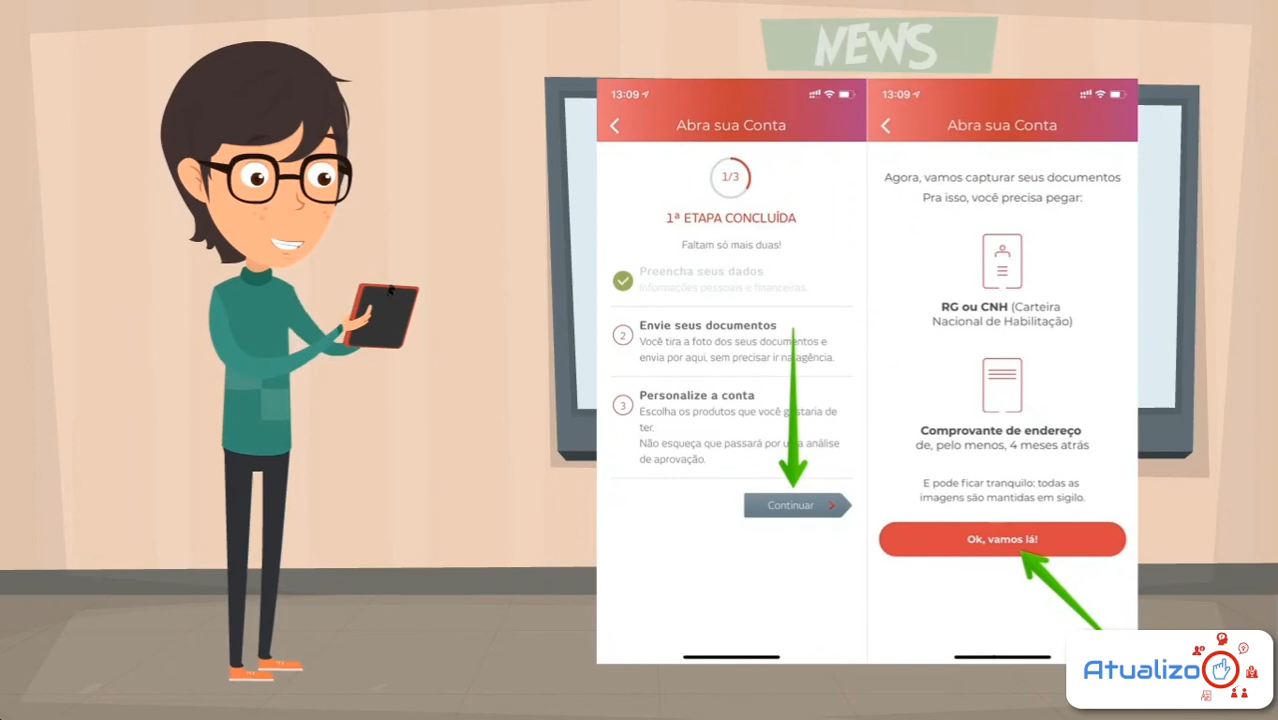 NEWS
13:09
Abra sua Conta
1/3
1ª ETAPA CONCLUÍDA
Faltam só mais duas!
Preencha seus dados
Informações pessoais e financeiras.
2
Envie seus documentos
Você tira a foto dos seus documentos e
envia por aqui, sem precisar ir na agência.
3
Personalize a conta
Escolha os produtos que você gostaria de
ter.
Não esqueça que passará por uma análise
de aprovação.
Continuar
13:09
Abra sua Conta
Agora, vamos capturar seus documentos
Pra isso, você precisa pegar:
RG ou CNH (Carteira
Nacional de Habilitação)
Comprovante de endereço
de, pelo menos, 4 meses atrás
E pode ficar tranquilo: todas as
imagens são mantidas em sigilo.
Ok, vamos lá!
Atualizo